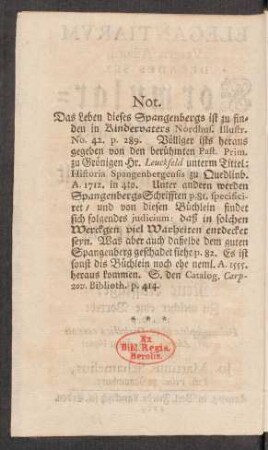 Not.
Das Leben dieses Spangenbergs ist zu fin-
den in Kindervaters Nordhus. Illustr.
No. 42. p. 289. Völliger ists heraus
gegeben von den berühmten Past. Prim.
zu Grönigen Hr. Leuckfeld unterm Tittel:
Historia Spangenbergensis zu Quedlinb.
A. 1712. in 4to. Unter andern werden
Spangenbergs Schrifften p. 81. specifici-
ret / und von diesen Büchlein findet
sich folgendes judicium: daß in solchen
Werckgen viel Warheiten entdecket
seyn. Was aber auch daselbe dem guten
Spangenberg geschadet siehe p. 82. Es ist
sonst dis Büchlein noch ehe neml. A. 1555.
heraus kommen. S. den Catalog. Carp-
zov. Biblioth. p. 414.
* * *
Ex
Bibl. Regia
Berolin.